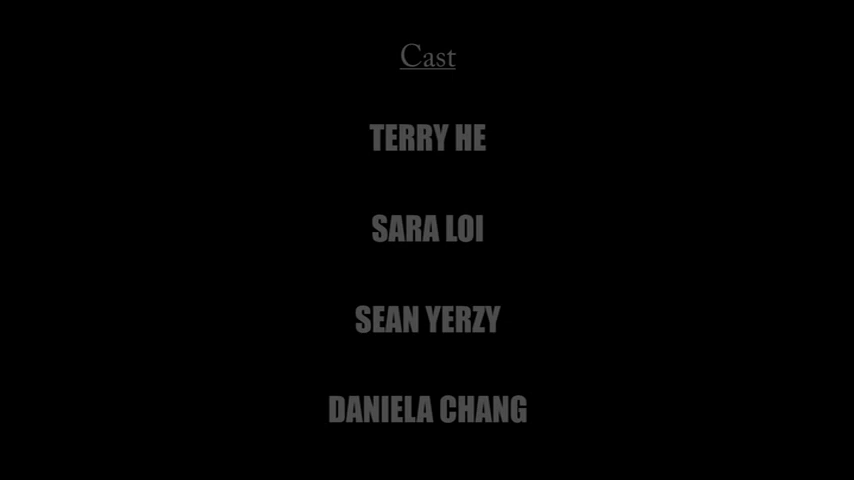 Cast
TERRY HE
SARA LOI
SEAN YERZY
DANIELA CHANG